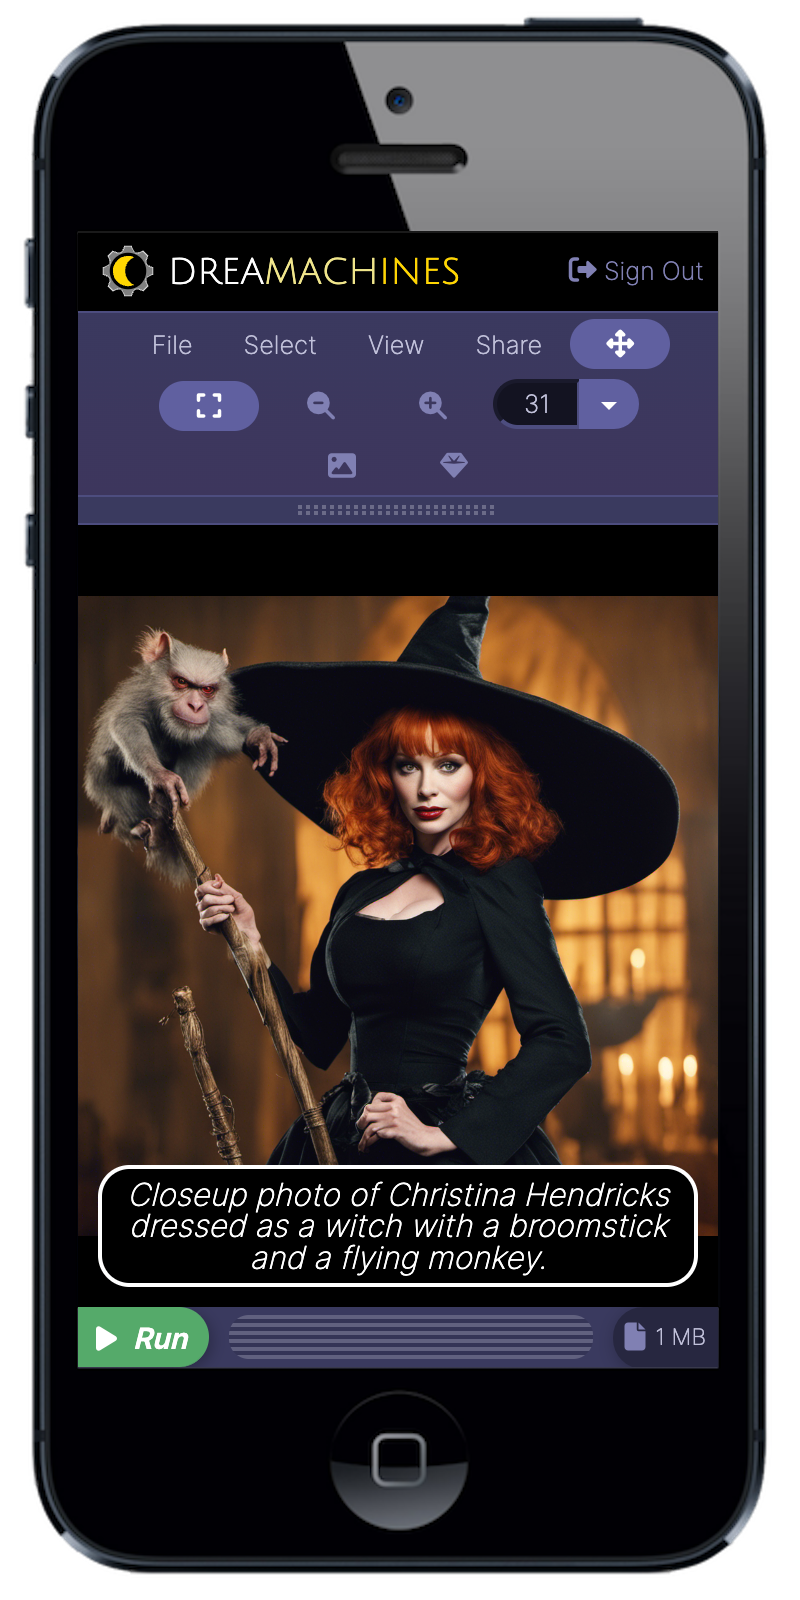 DREAMACHINES
Sign Out
File Select View Share
31
Closeup photo of Christina Hendricks
dressed as a witch with a broomstick
and a flying monkey.
Run
1 MB